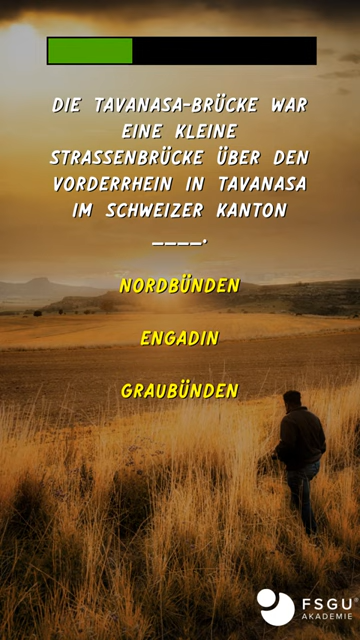 DIE TAVANASA-BRÜCKE WAR
EINE KLEINE
STRASSENBRÜCKE ÜBER DEN
VORDERRHEIN IN TAVANASA
IM SCHWEIZER KANTON
____.
NORDBÜNDEN
ENGADIN
GRAUBÜNDEN
FSGU®
AKADEMIE